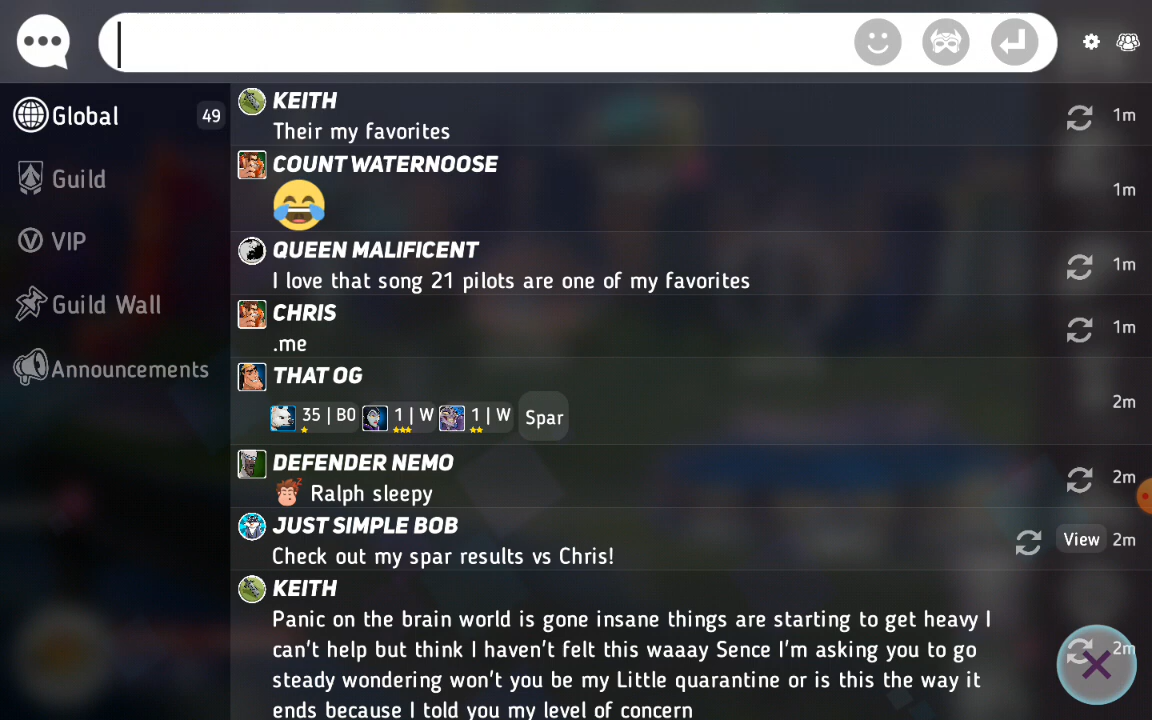 Global 49
Guild
VIP
Guild Wall
Announcements
KEITH
Their my favorites
1m
COUNT WATERNOOSE
1m
QUEEN MALIFICENT
I love that song 21 pilots are one of my favorites
1m
CHRIS
.me
1m
THAT OG
35 | B0 1 | W 1 | W Spar
2m
DEFENDER NEMO
Ralph sleepy
2m
JUST SIMPLE BOB
Check out my spar results vs Chris!
View 2m
KEITH
Panic on the brain world is gone insane things are starting to get heavy I
can't help but think I haven't felt this waaay Sence I'm asking you to go
steady wondering won't you be my Little quarantine or is this the way it
ends because I told you my level of concern
2m